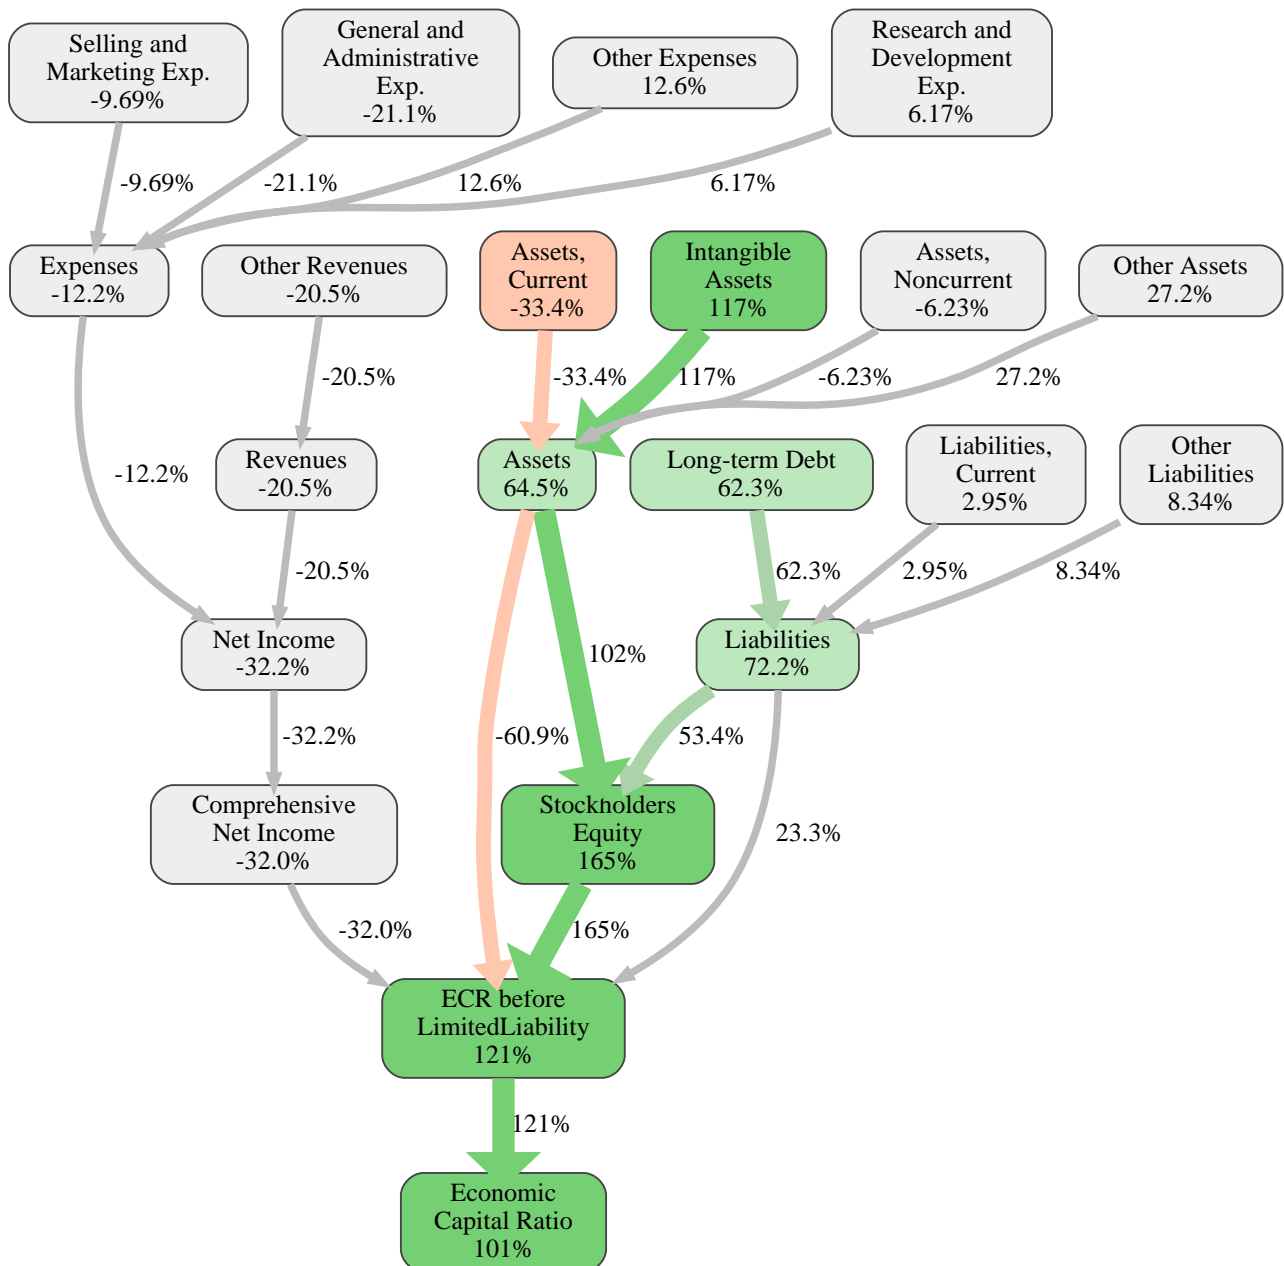 Selling and
Marketing Exp.
-9.69%
General and
Administrative
Exp.
-21.1%
Other Expenses
12.6%
Research and
Development
Exp.
6.17%
-9.69%
-21.1%
12.6%
6.17%
Expenses
-12.2%
Other Revenues
-20.5%
Assets,
Current
-33.4%
Intangible
Assets
117%
Assets,
Noncurrent
-6.23%
Other Assets
27.2%
-20.5%
-33.4%
117%
-6.23%
27.2%
-12.2%
Revenues
-20.5%
Assets
64.5%
Long-term Debt
62.3%
Liabilities,
Current
2.95%
Other
Liabilities
8.34%
-20.5%
62.3%
2.95%
8.34%
Net Income
-32.2%
102%
Liabilities
72.2%
-32.2%
-60.9%
53.4%
Comprehensive
Net Income
-32.0%
Stockholders
Equity
165%
23.3%
-32.0%
165%
ECR before
LimitedLiability
121%
121%
Economic
Capital Ratio
101%